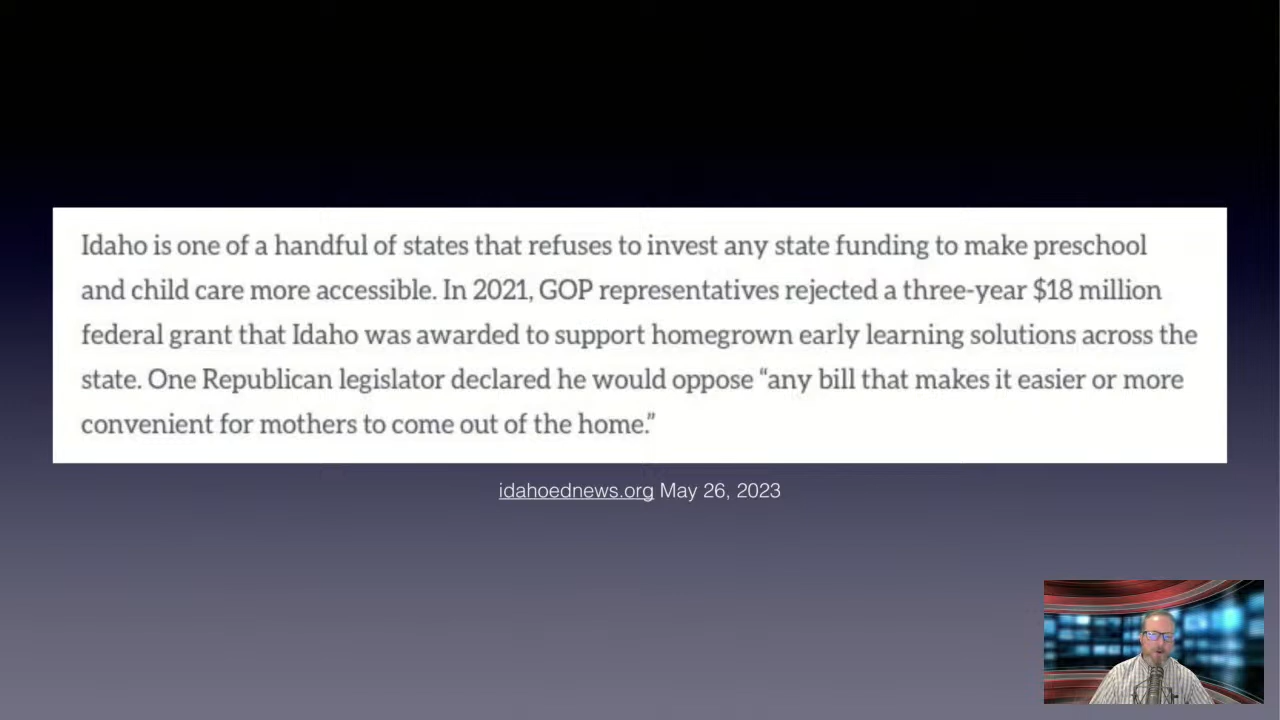 Idaho is one of a handful of states that refuses to invest any state funding to make preschool
and child care more accessible. In 2021, GOP representatives rejected a three-year $18 million
federal grant that Idaho was awarded to support homegrown early learning solutions across the
state. One Republican legislator declared he would oppose “any bill that makes it easier or more
convenient for mothers to come out of the home.”
idahoednews.org May 26, 2023